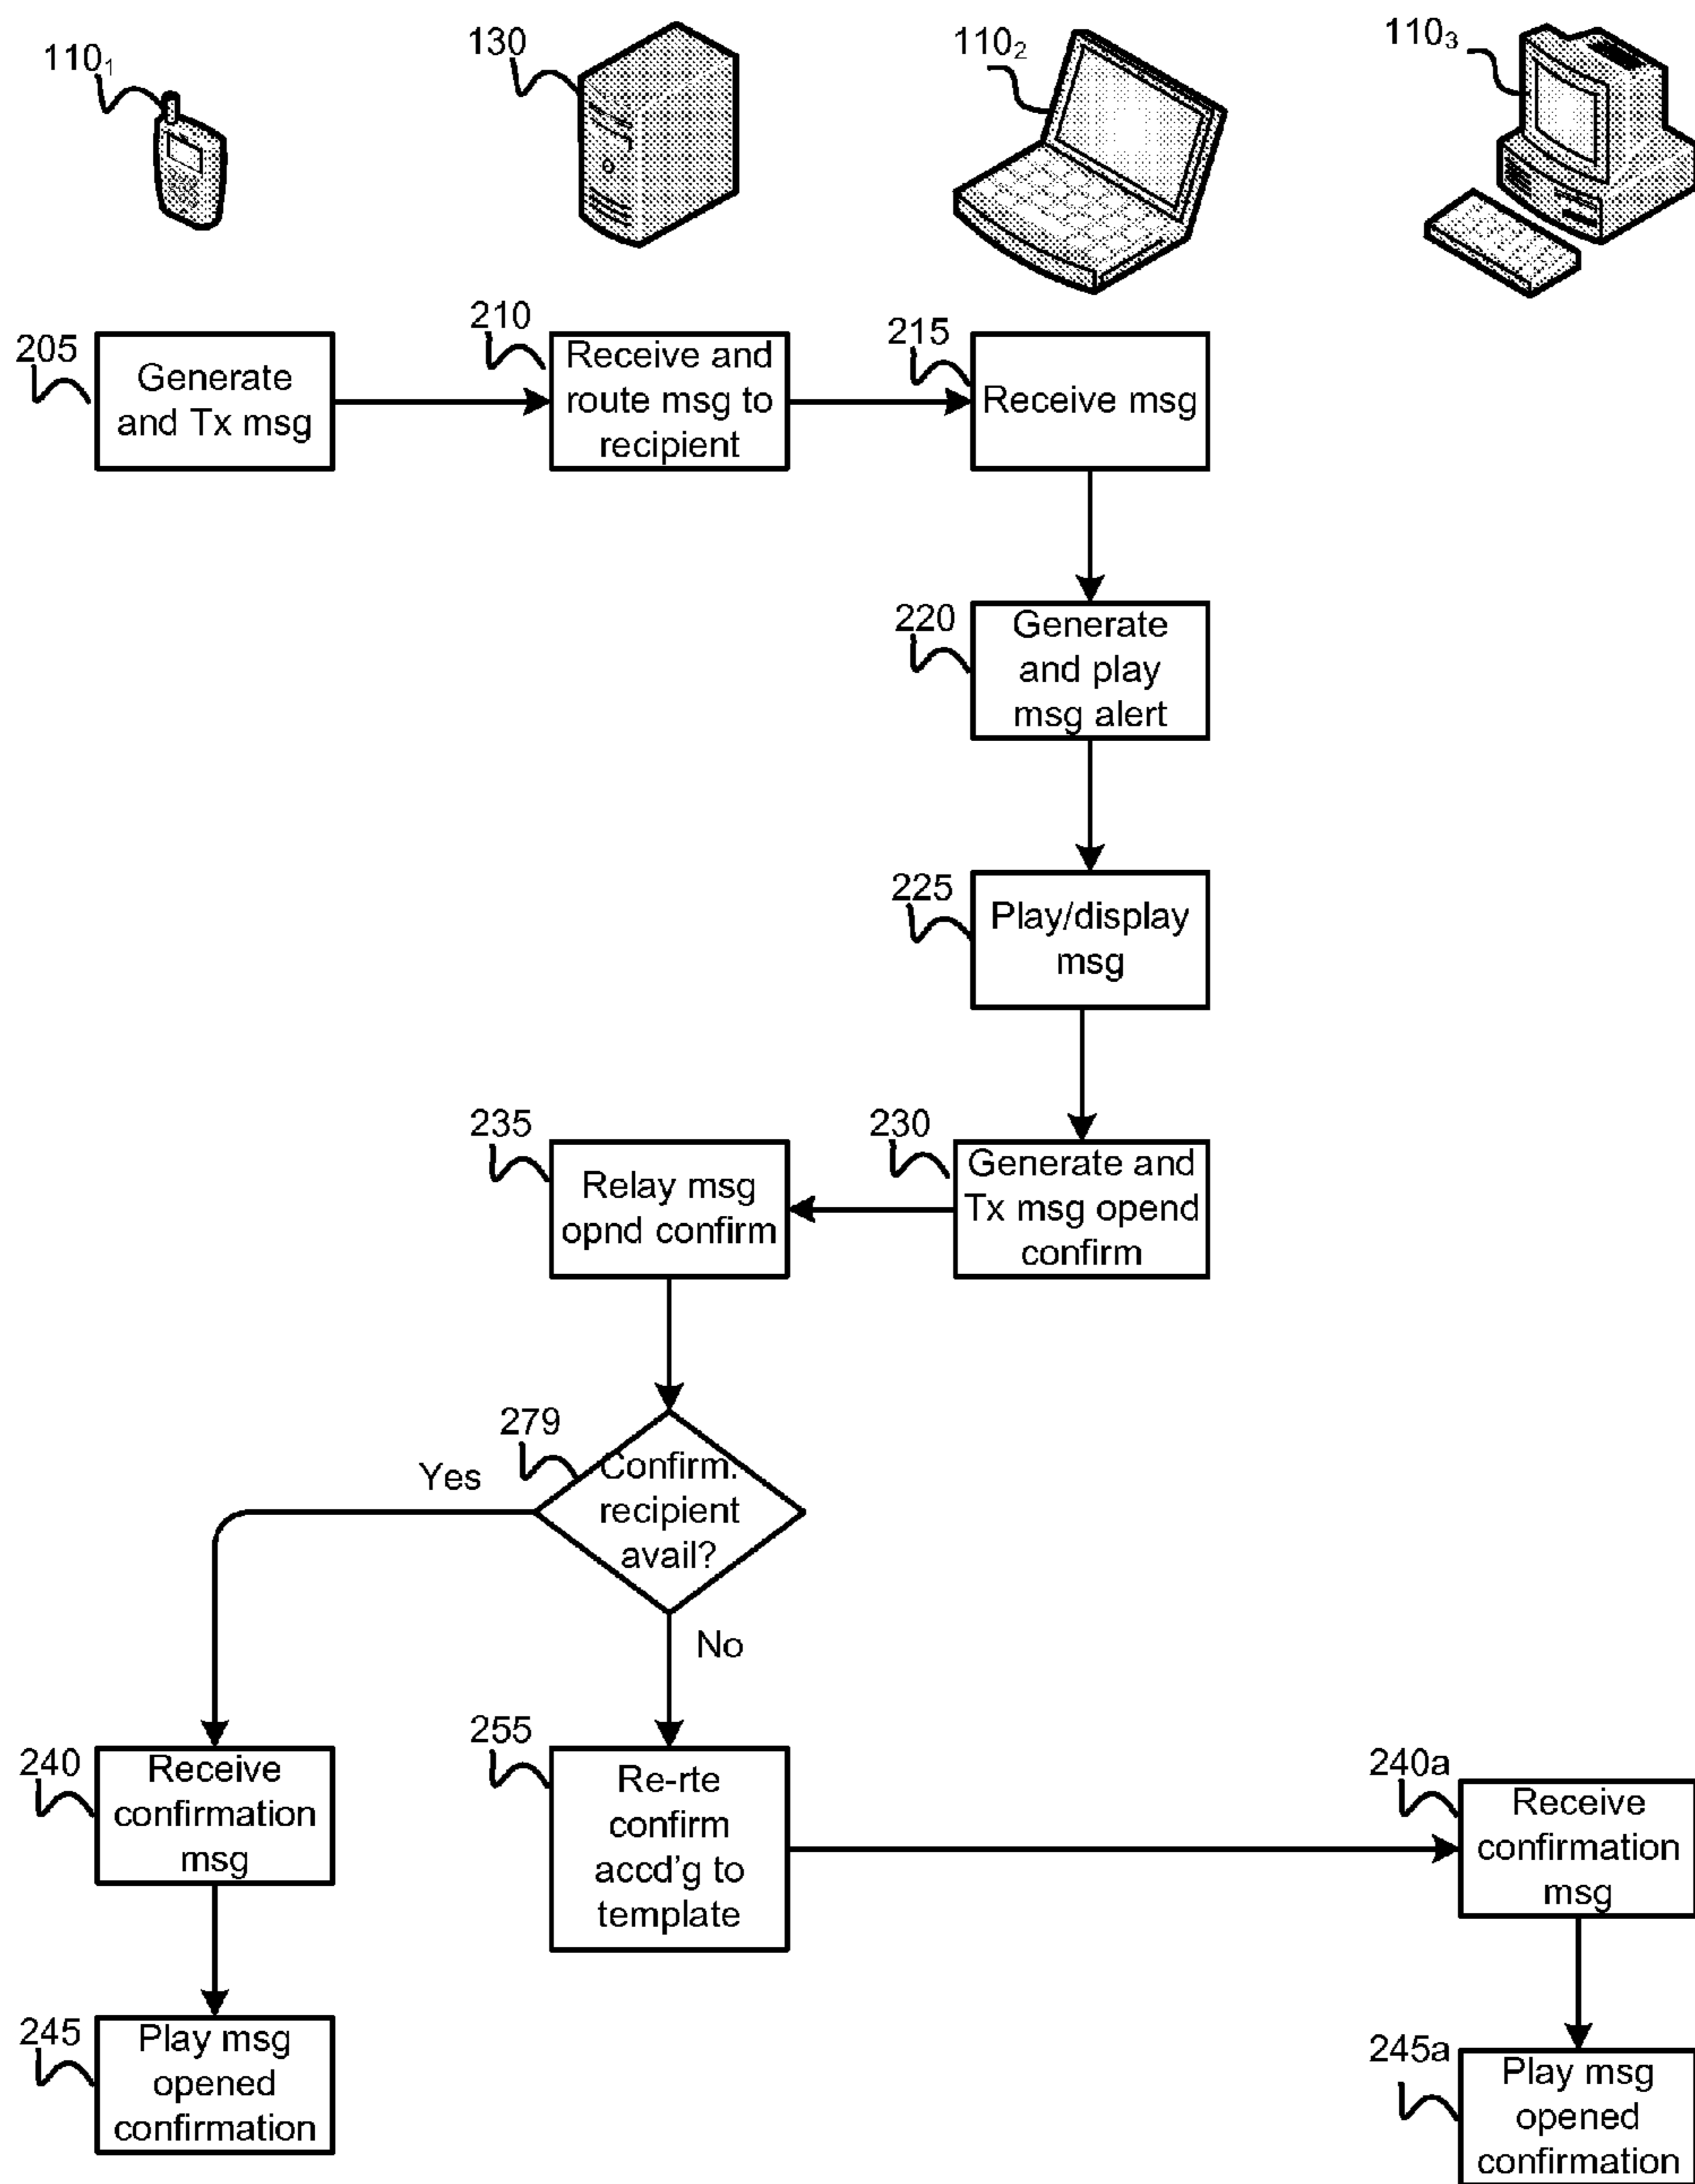 110₁
130
110₂
110₃
205
Generate
and Tx msg
210
Receive and
route msg to
recipient
215
Receive msg
220
Generate
and play
msg alert
225
Play/display
msg
235
Relay msg
opnd confirm
230
Generate and
Tx msg opend
confirm
279
Confirm.
recipient
avail?
Yes
No
240
Receive
confirmation
msg
255
Re-rte
confirm
accd'g to
template
240a
Receive
confirmation
msg
245
Play msg
opened
confirmation
245a
Play msg
opened
confirmation